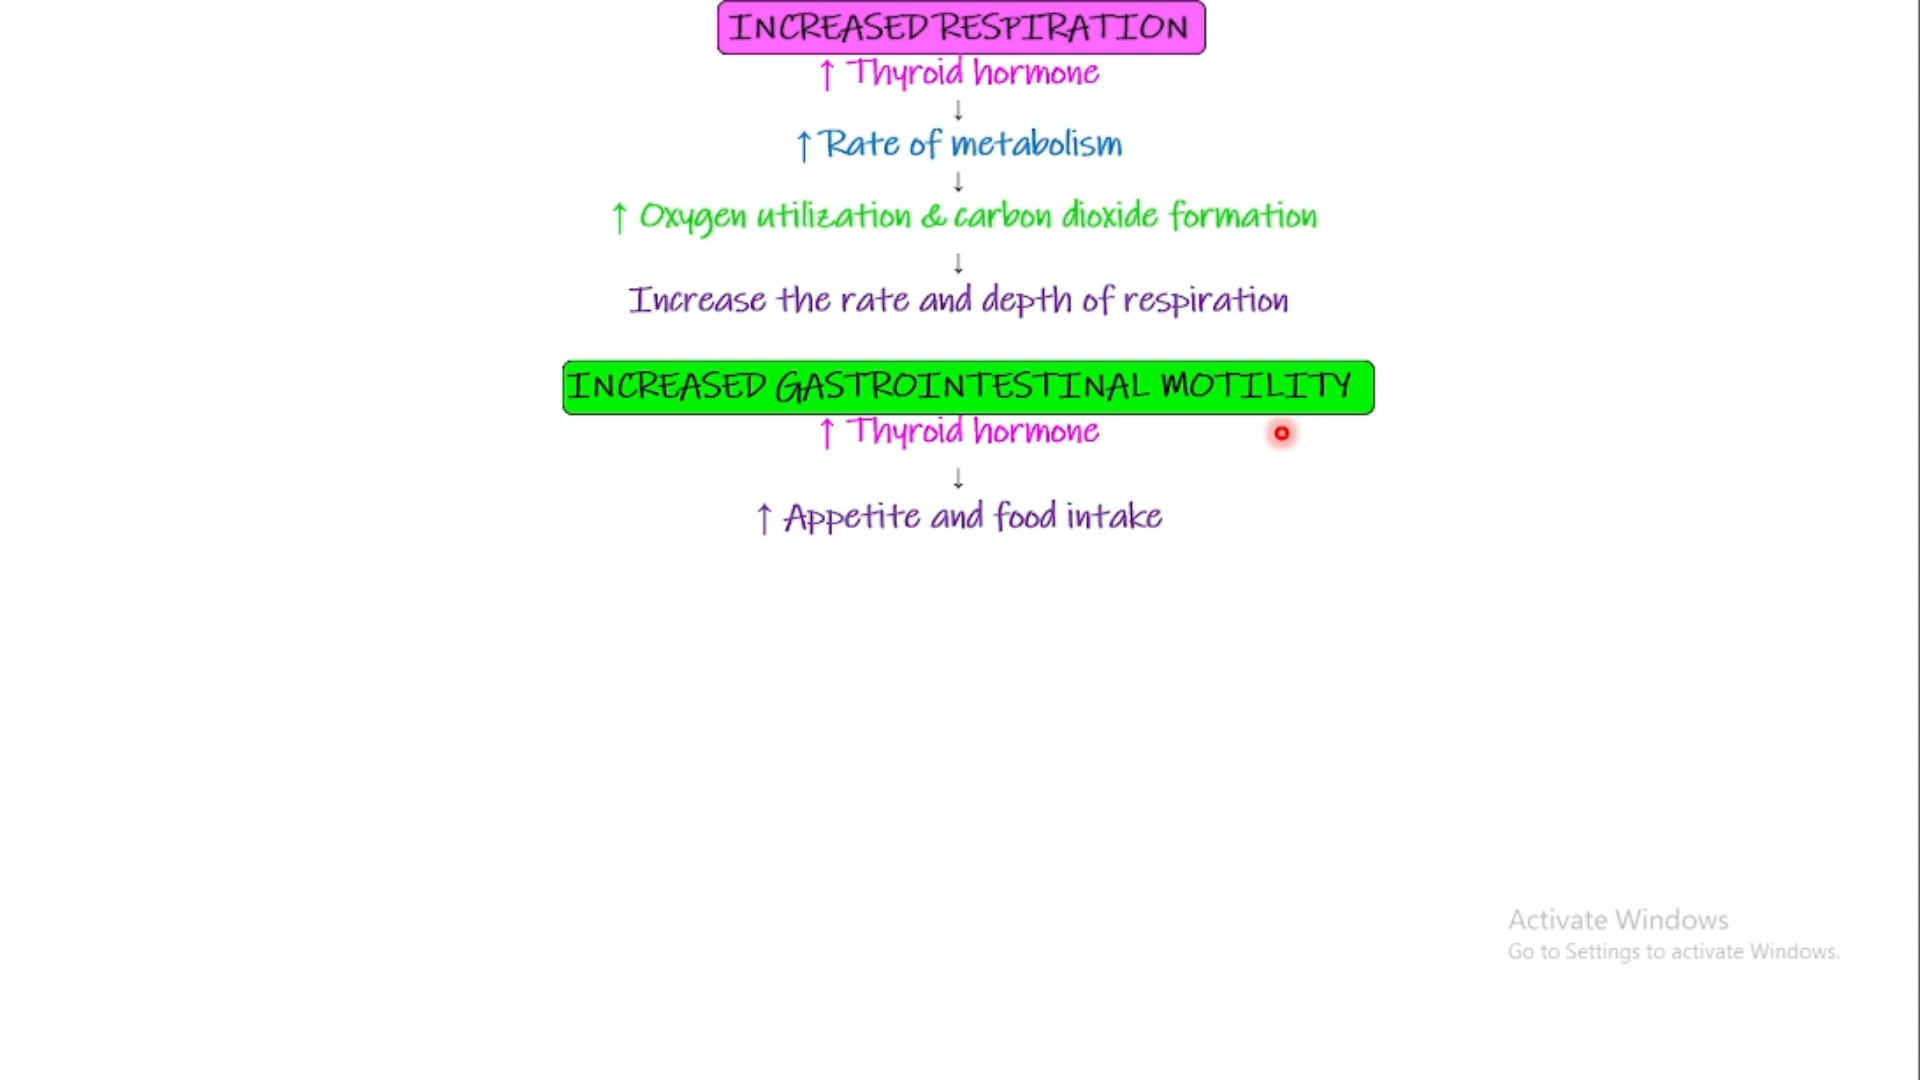 INCREASED RESPIRATION
↑ Thyroid hormone
↓
↑ Rate of metabolism
↓
↑ Oxygen utilization & carbon dioxide formation
↓
Increase the rate and depth of respiration
INCREASED GASTROINTESTINAL MOTILITY
↑ Thyroid hormone
↓
↑ Appetite and food intake
Activate Windows
Go to Settings to activate Windows.